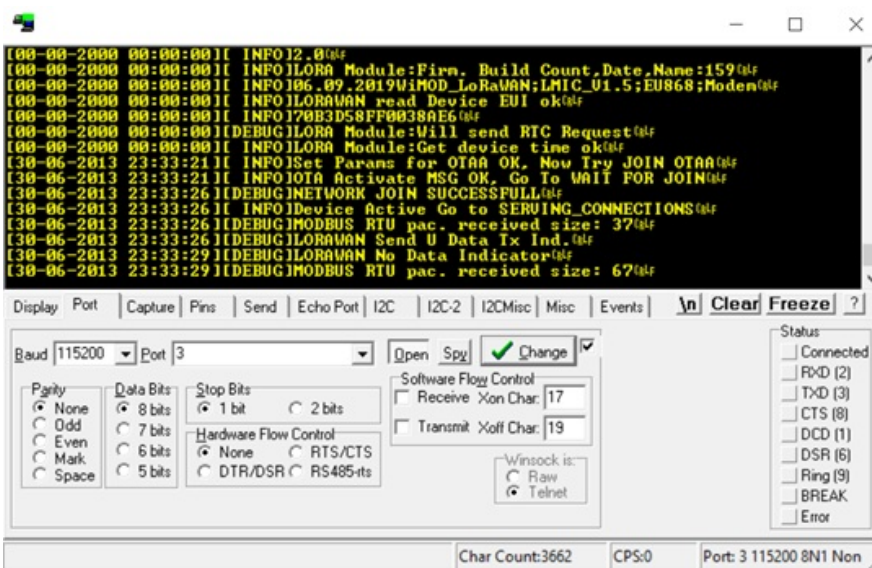 [00-00-2000 00:00:00][ INFO]2.0CRLF
[00-00-2000 00:00:00][ INFO]LORA Module:Firm. Build Count,Date,Name:159CRLF
[00-00-2000 00:00:00][ INFO]06.09.2019WiMOD_LoRaWAN;LMIC_V1.5;EU868;ModemCRLF
[00-00-2000 00:00:00][ INFO]LORAWAN read Device EUI okCRLF
[00-00-2000 00:00:00][ INFO]70B3D58FF0038AE6CRLF
[00-00-2000 00:00:00][DEBUG]LORA Module:Will send RTC RequestCRLF
[00-00-2000 00:00:00][DEBUG]LORA Module:Get device time okCRLF
[30-06-2013 23:33:21][ INFO]Set Params for OTAA OK, Now Try JOIN OTAACRLF
[30-06-2013 23:33:21][ INFO]OTA Activate MSG OK, Go To WAIT FOR JOINCRLF
[30-06-2013 23:33:26][DEBUG]NETWORK JOIN SUCCESSFULLCRLF
[30-06-2013 23:33:26][ INFO]Device Active Go to SERVING_CONNECTIONSCRLF
[30-06-2013 23:33:26][DEBUG]MODBUS RTU pac. received size: 37CRLF
[30-06-2013 23:33:26][DEBUG]LORAWAN Send U Data Tx Ind.CRLF
[30-06-2013 23:33:29][DEBUG]LORAWAN No Data IndicatorCRLF
[30-06-2013 23:33:29][DEBUG]MODBUS RTU pac. received size: 67CRLF
Display Port Capture Pins Send Echo Port I2C I2C-2 I2CMisc Misc Events \n Clear Freeze ?
Baud 115200 Port 3 Open Spy Change
Parity
None
Odd
Even
Mark
Space
Data Bits
8 bits
7 bits
6 bits
5 bits
Stop Bits
1 bit 2 bits
Hardware Flow Control
None RTS/CTS
DTR/DSR RS485-rts
Software Flow Control
Receive Xon Char: 17
Transmit Xoff Char: 19
Winsock is:
Raw
Telnet
Status
Connected
RXD (2)
TXD (3)
CTS (8)
DCD (1)
DSR (6)
Ring (9)
BREAK
Error
Char Count:3662 CPS:0 Port: 3 115200 8N1 Non